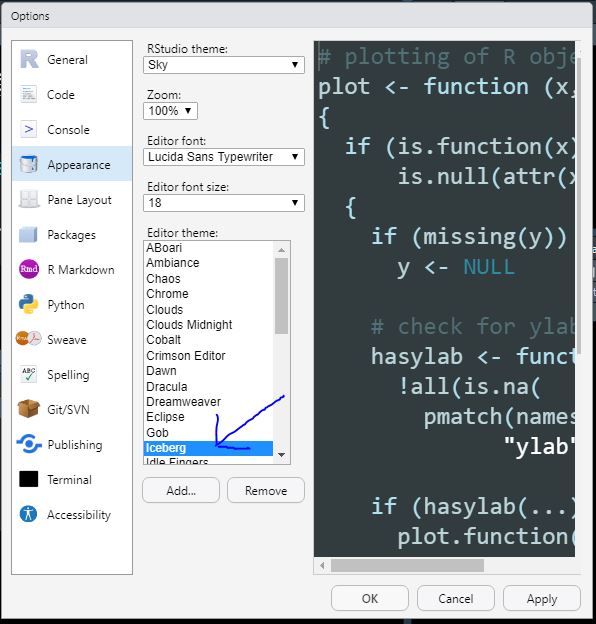 Options
General
Code
Console
Appearance
Pane Layout
Packages
Rmd
R Markdown
Python
Sweave
ABC
Spelling
Git/SVN
Publishing
Terminal
Accessibility
RStudio theme:
Sky
Zoom:
100%
Editor font:
Lucida Sans Typewriter
Editor font size:
18
Editor theme:
ABoari
Ambiance
Chaos
Chrome
Clouds
Clouds Midnight
Cobalt
Crimson Editor
Dawn
Dracula
Dreamweaver
Eclipse
Gob
Iceberg
Idle Fingers
Add...
Remove
# plotting of R obje
plot <- function (x,
{
if (is.function(x)
is.null(attr(x
{
if (missing(y))
y <- NULL
# check for ylab
hasylab <- funct
!all(is.na(
pmatch(names
"ylab"
if (hasylab(...)
plot.function(
OK
Cancel
Apply